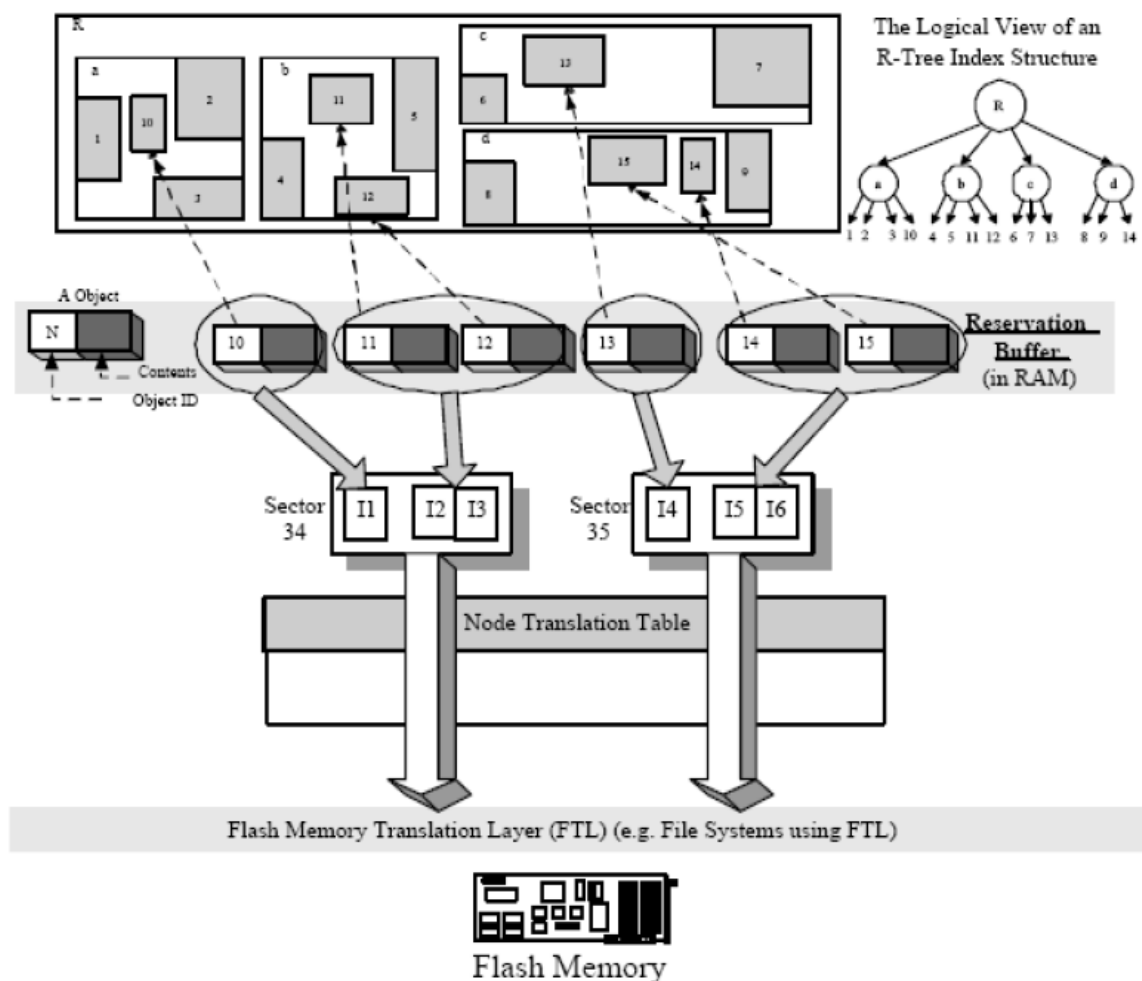 R
The Logical View of an
R-Tree Index Structure
a
b
c
d
1
10
2
3
4
11
5
12
6
13
7
8
15
14
9
R
a
b
c
d
1 2 3 10 4 5 11 12 6 7 13 8 9 14
A Object
N
Contents
Object ID
10
11
12
13
14
15
Reservation
Buffer
(in RAM)
Sector
34
I1
I2
I3
Sector
35
I4
I5
I6
Node Translation Table
Flash Memory Translation Layer (FTL) (e.g. File Systems using FTL)
Flash Memory